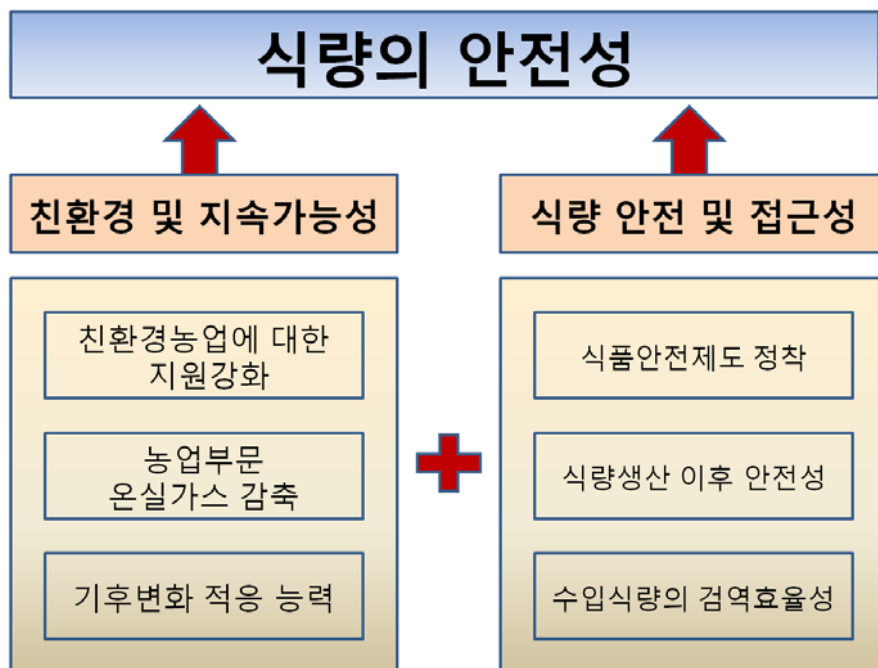 식량의 안전성
친환경 및 지속가능성
친환경농업에 대한
지원강화
농업부문
온실가스 감축
기후변화 적응 능력
식량 안전 및 접근성
식품안전제도 정착
식량생산 이후 안전성
수입식량의 검역효율성